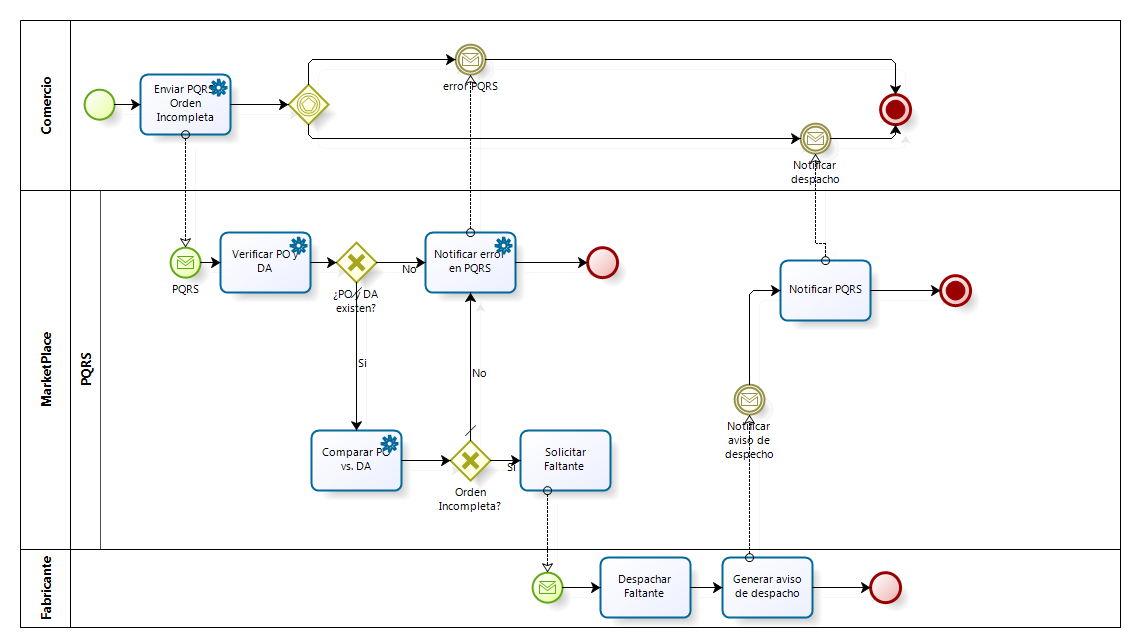 Comercio
Enviar PQRS
Orden
Incompleta
error PQRS
Notificar
despacho
MarketPlace
PQRS
PQRS
Verificar PO y
DA
¿PO y DA
existen?
No
Notificar error
en PQRS
Si
No
Comparar PO
vs. DA
Orden
Incompleta?
Si
Solicitar
Faltante
Notificar
aviso de
despecho
Notificar PQRS
Fabricante
Despachar
Faltante
Generar aviso
de despacho